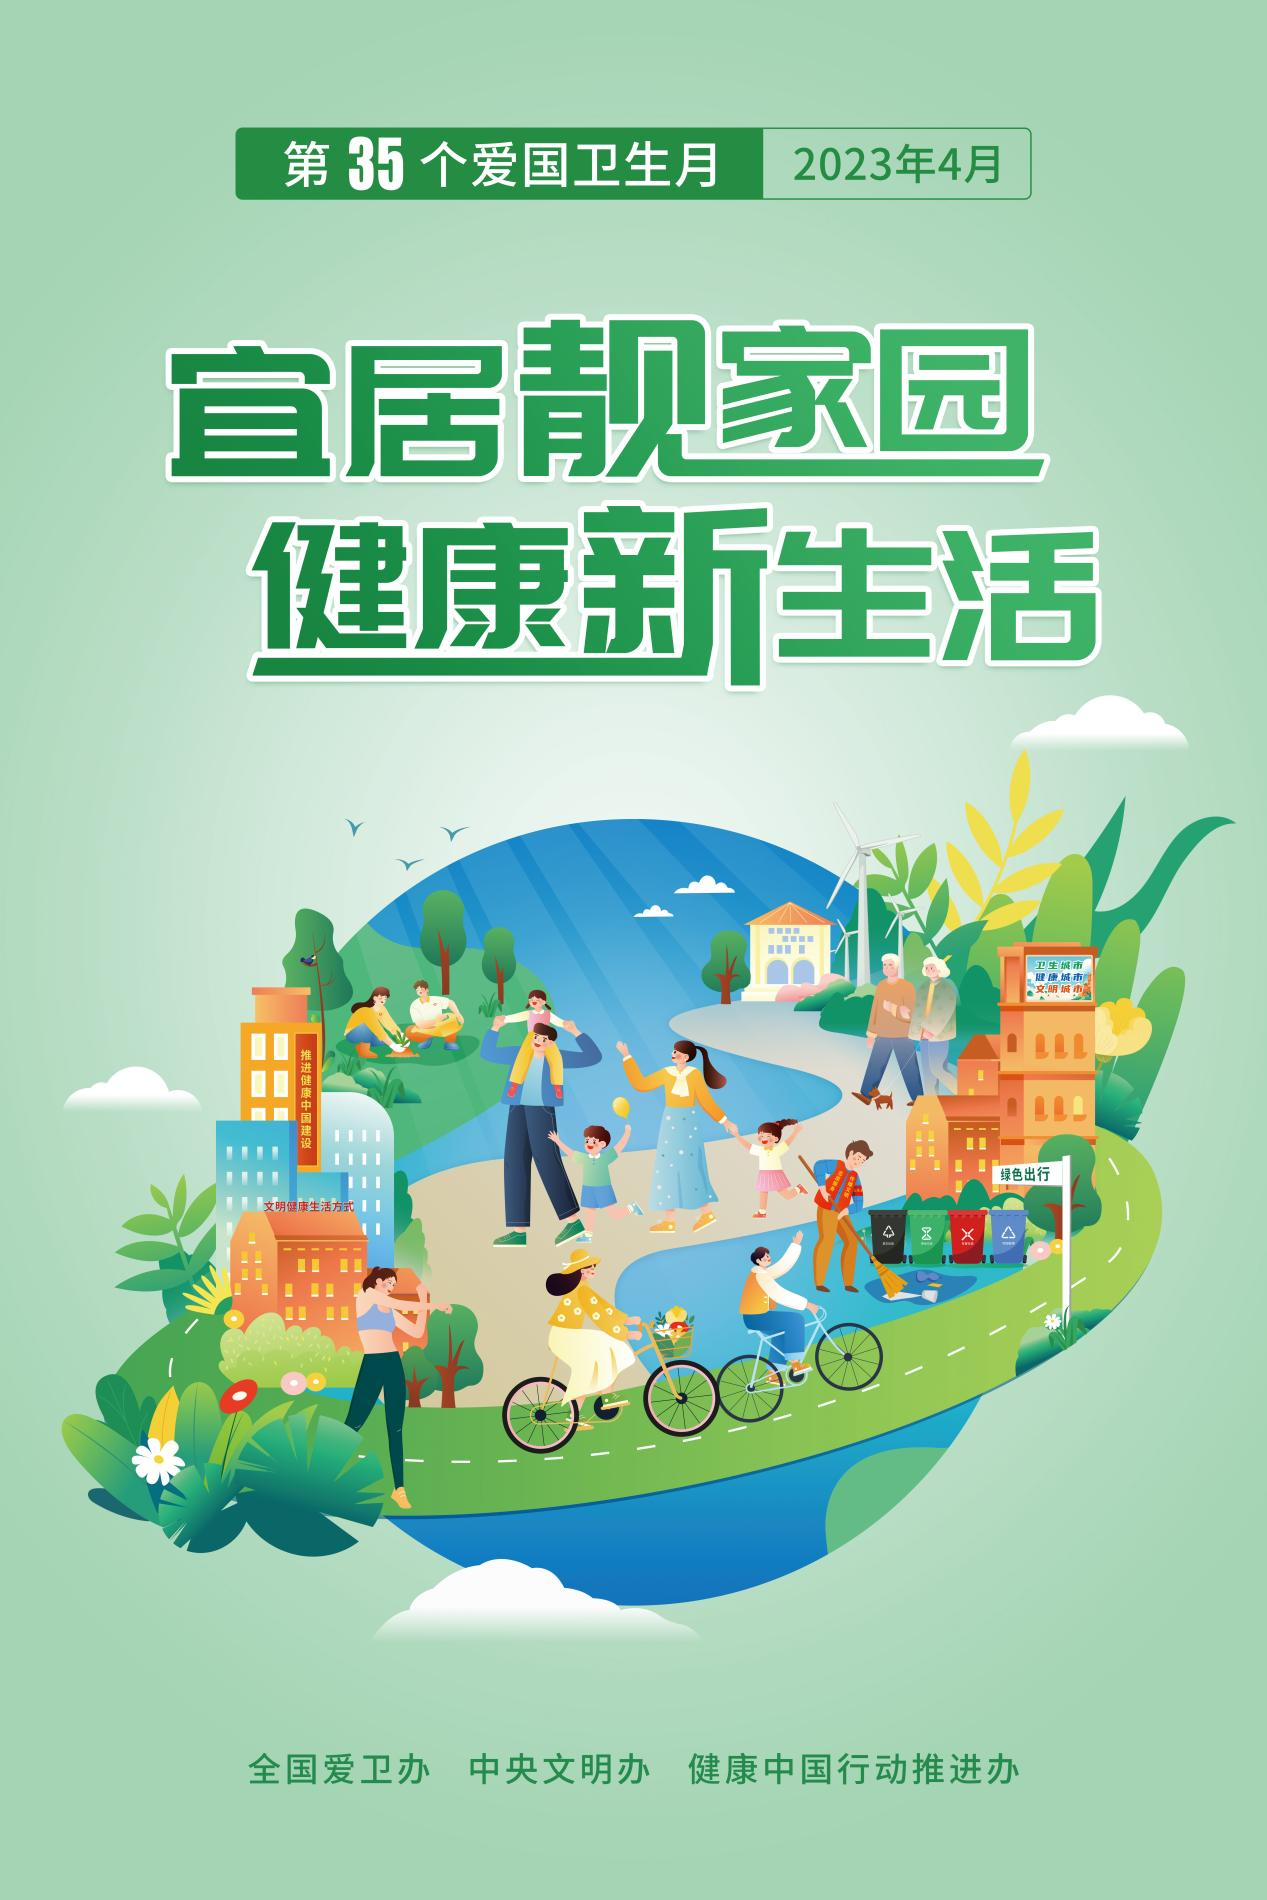 第35个爱国卫生月 2023年4月
宜居靓家园
健康新生活
卫生城市
健康城市
文明城市
推进健康中国建设
绿色出行
文明健康生活方式
全国爱卫办 中央文明办 健康中国行动推进办